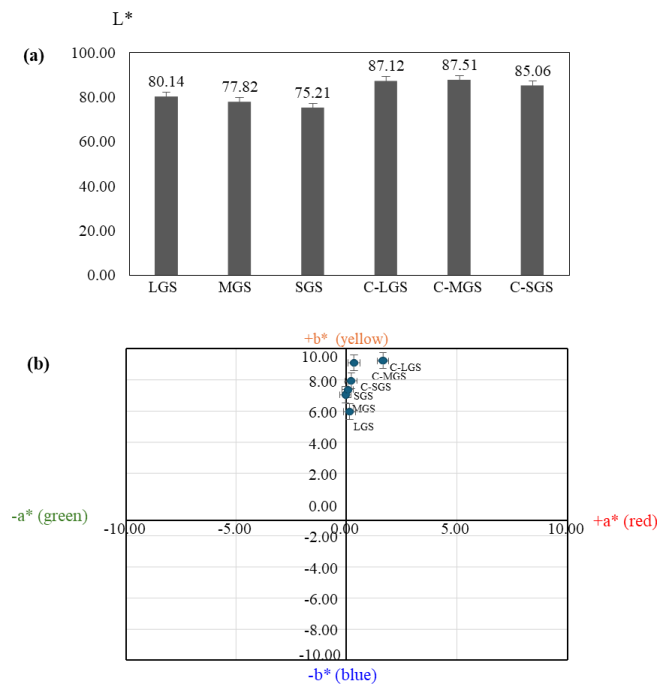 L*
(a)
100.00
80.00
60.00
40.00
20.00
0.00
80.14
77.82
75.21
87.12
87.51
85.06
LGS
MGS
SGS
C-LGS
C-MGS
C-SGS
(b)
+b* (yellow)
10.00
8.00
6.00
4.00
2.00
0.00
-2.00
-4.00
-6.00
-8.00
-10.00
C-LGS
C-MGS
C-SGS
SGS
MGS
LGS
-a* (green)
-10.00
-5.00
0.00
5.00
10.00
+a* (red)
-b* (blue)